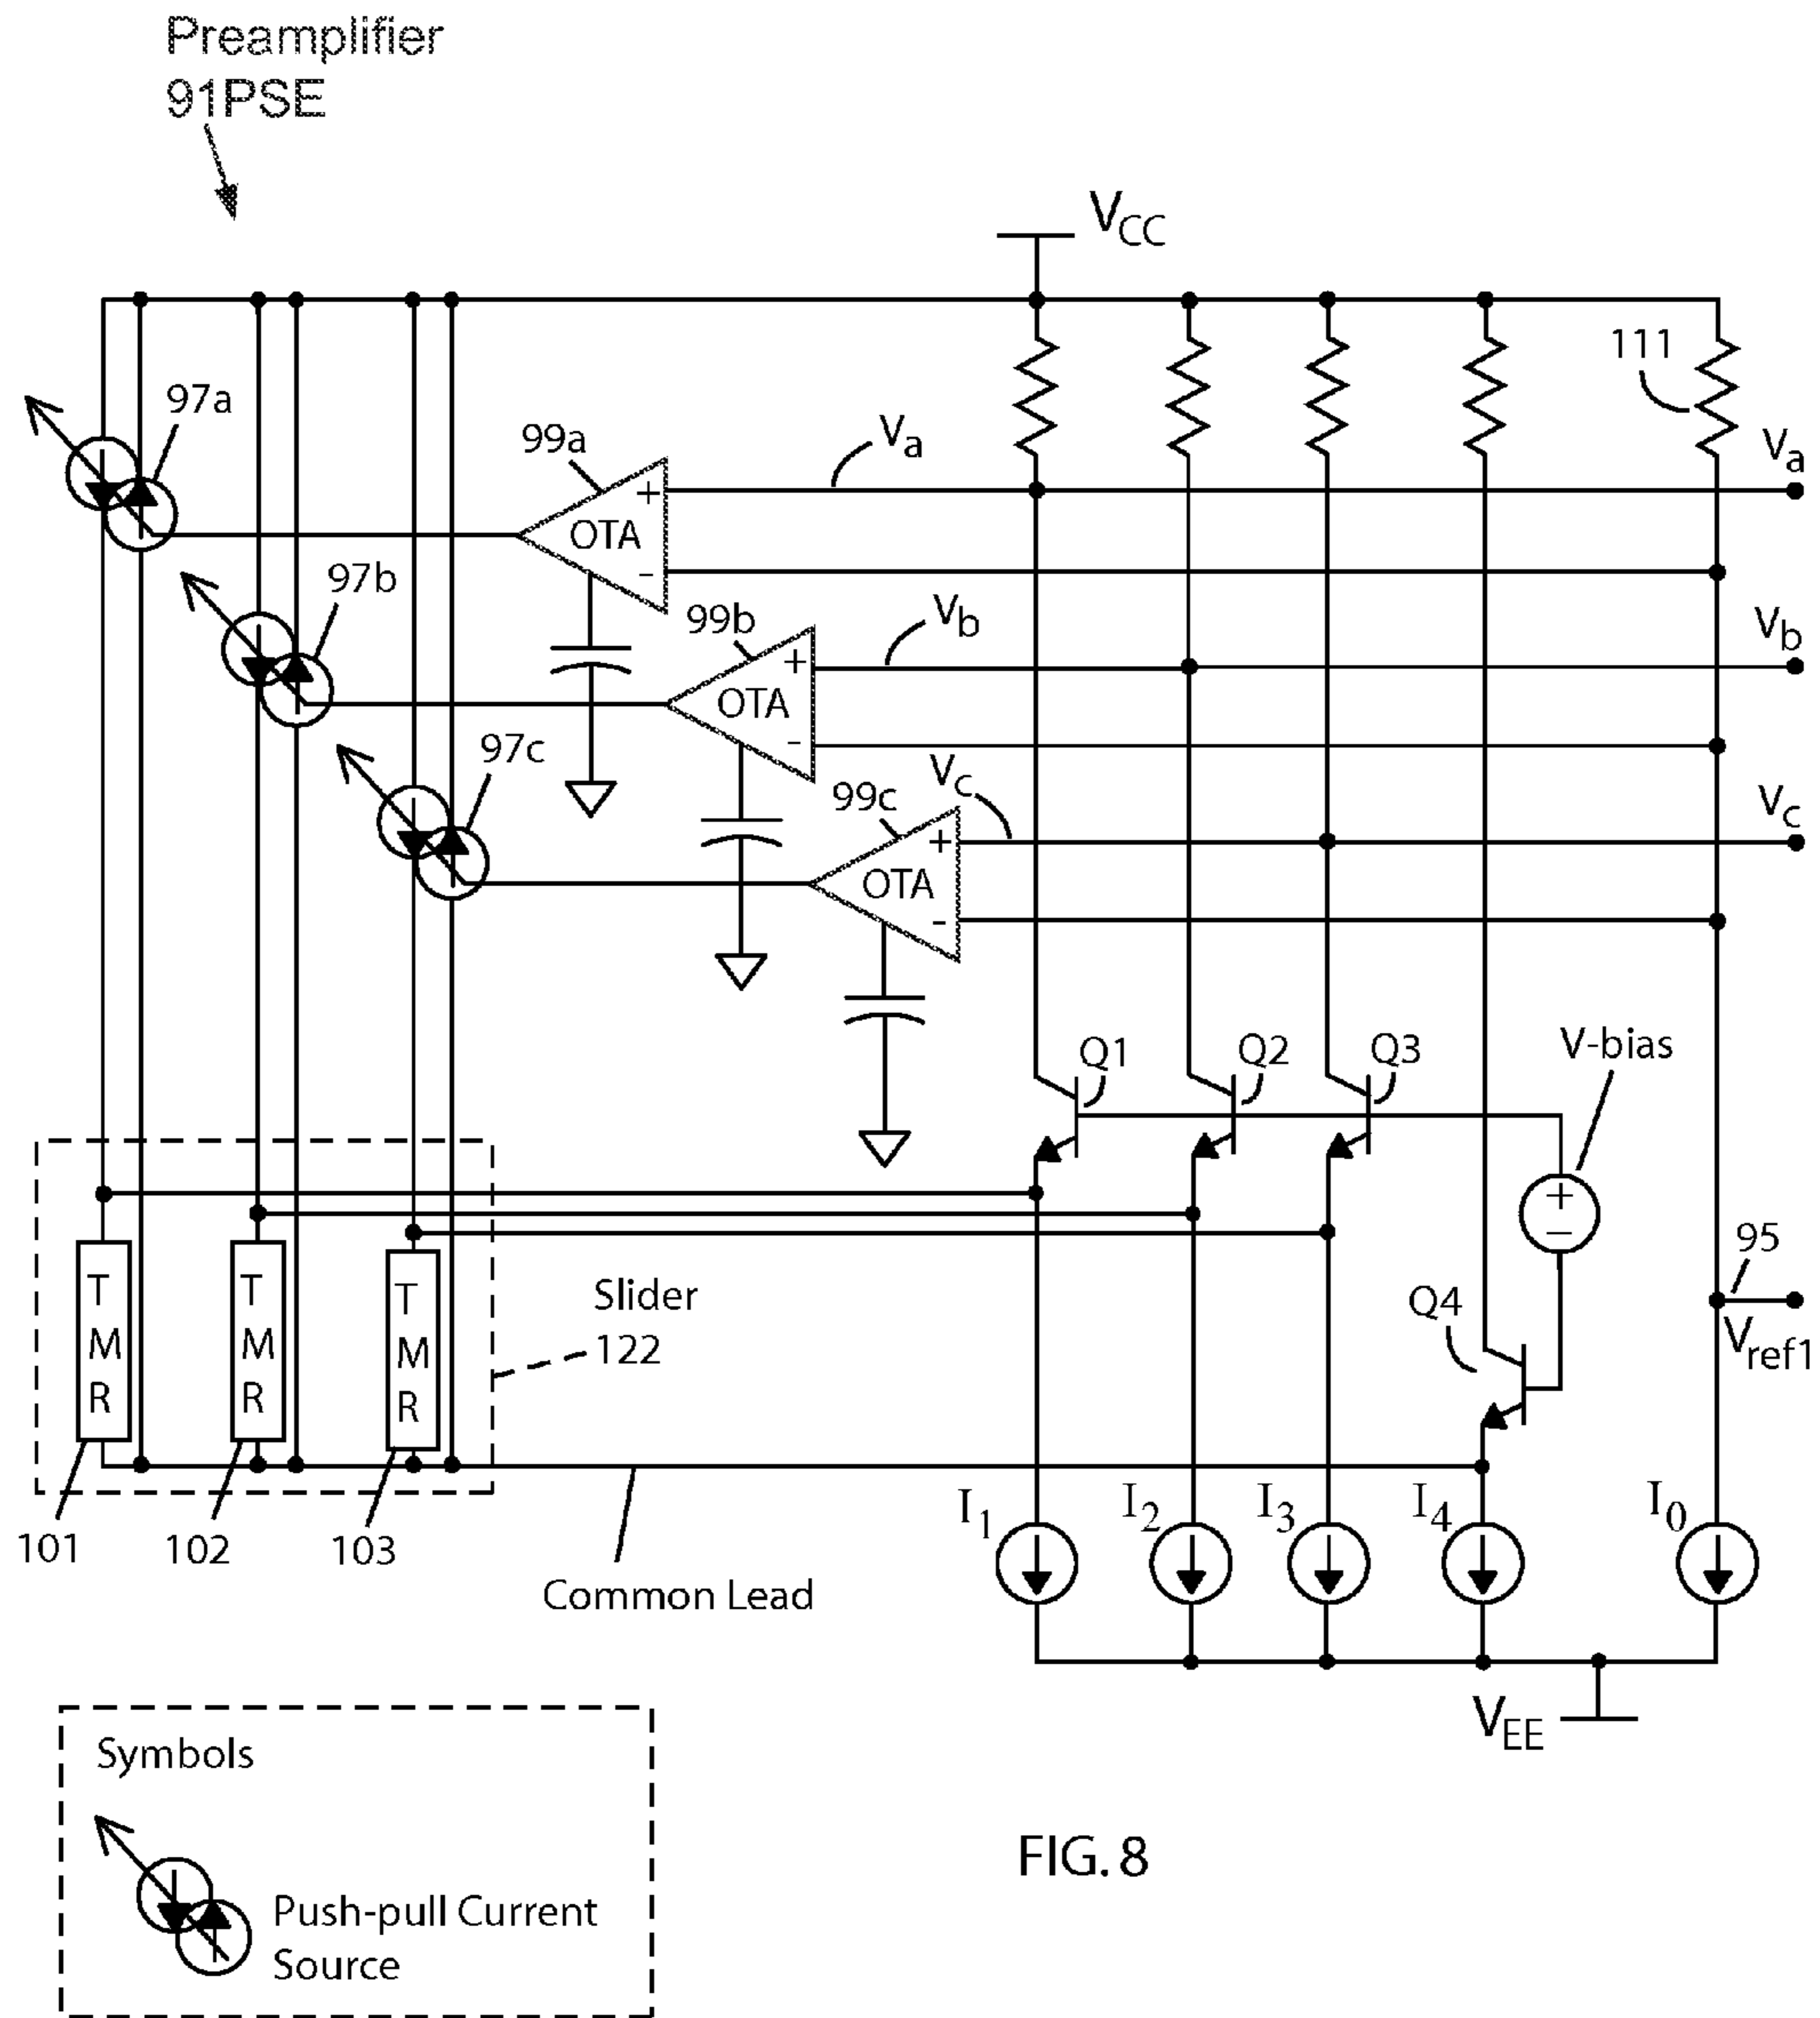 Preamplifier
91PSE
VCC
111
97a
Va
Va
99a
+
OTA
-
97b
Vb
Vb
99b
+
OTA
-
97c
Vc
Vc
99c
+
OTA
-
Q1
Q2
Q3
V-bias
+
−
95
Vref1
Q4
Slider
122
T
M
R
T
M
R
T
M
R
101
102
103
Common Lead
I1
I2
I3
I4
I0
VEE
Symbols
Push-pull Current
Source
FIG. 8